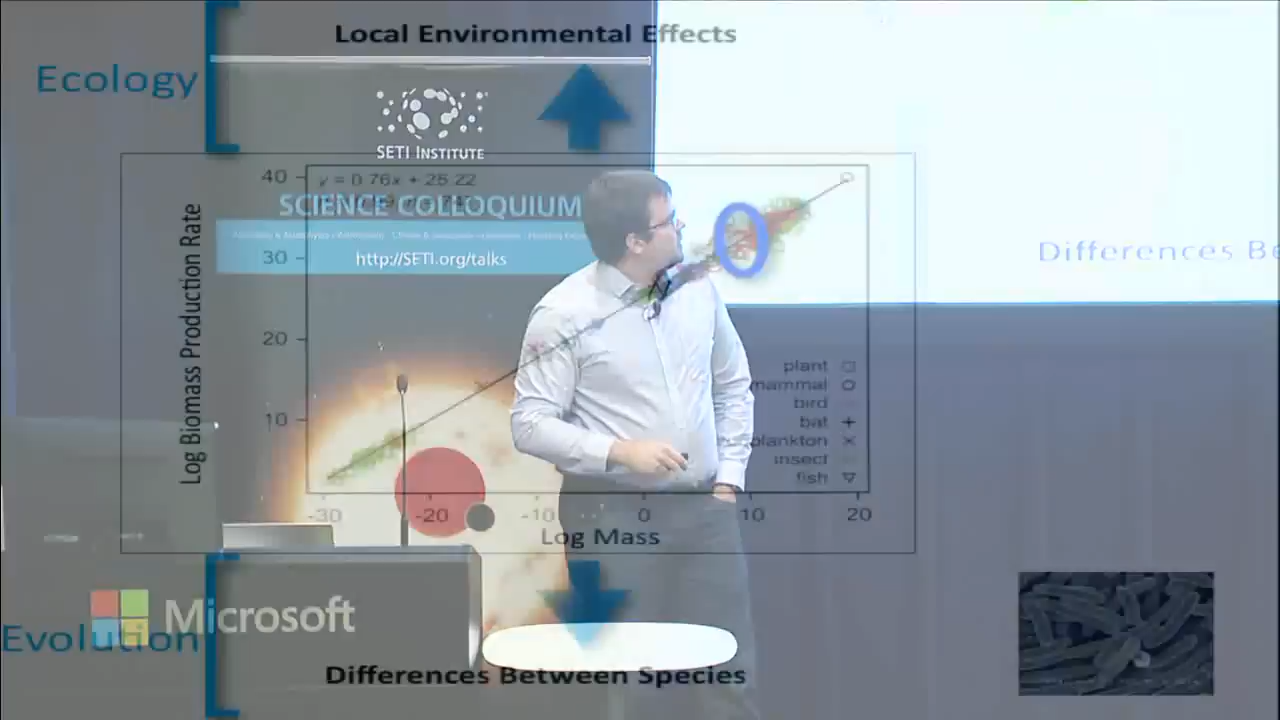 Local Environmental Effects
Ecology
SETI INSTITUTE
SCIENCE COLLOQUIUM
http://SETI.org/talks
y = 0.76x + 25.22
40
30
20
10
Log Biomass Production Rate
Differences Be
plant
mammal
bird
bat
plankton
insect
fish
-30 -20 -10 0 10 20
Log Mass
Microsoft
Evolution
Differences Between Species